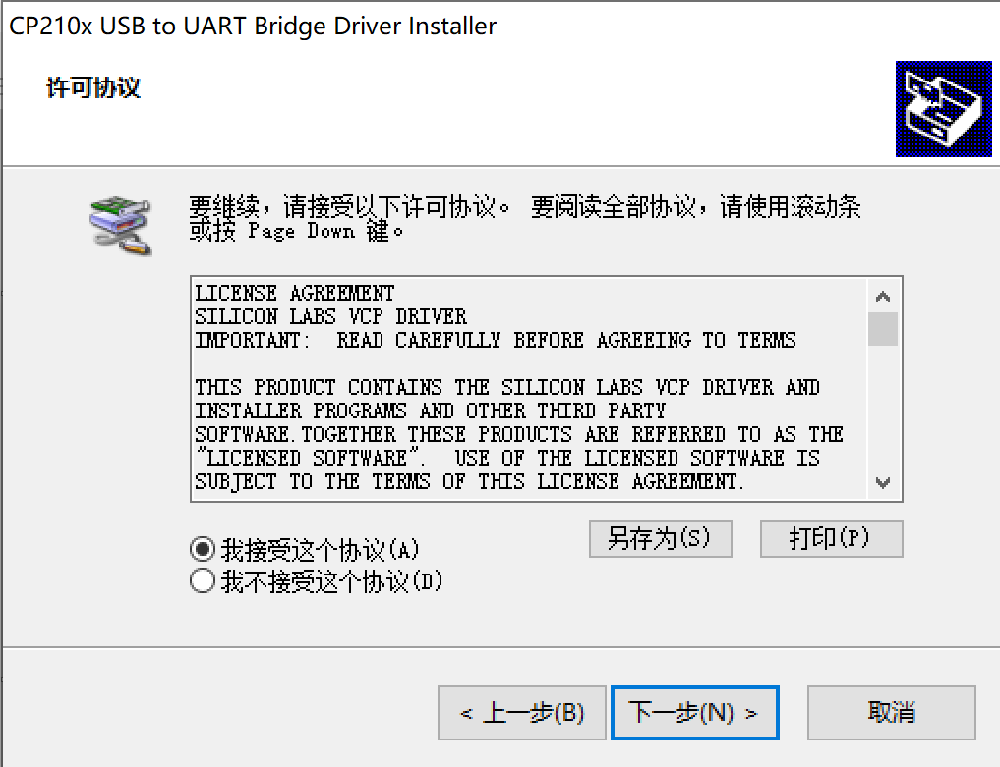 CP210x USB to UART Bridge Driver Installer
许可协议
要继续，请接受以下许可协议。 要阅读全部协议，请使用滚动条
或按 Page Down 键。
LICENSE AGREEMENT
SILICON LABS VCP DRIVER
IMPORTANT:  READ CAREFULLY BEFORE AGREEING TO TERMS
THIS PRODUCT CONTAINS THE SILICON LABS VCP DRIVER AND
INSTALLER PROGRAMS AND OTHER THIRD PARTY
SOFTWARE.TOGETHER THESE PRODUCTS ARE REFERRED TO AS THE
"LICENSED SOFTWARE".  USE OF THE LICENSED SOFTWARE IS
SUBJECT TO THE TERMS OF THIS LICENSE AGREEMENT.
我接受这个协议(A)
另存为(S)
打印(P)
我不接受这个协议(D)
< 上一步(B)
下一步(N) >
取消